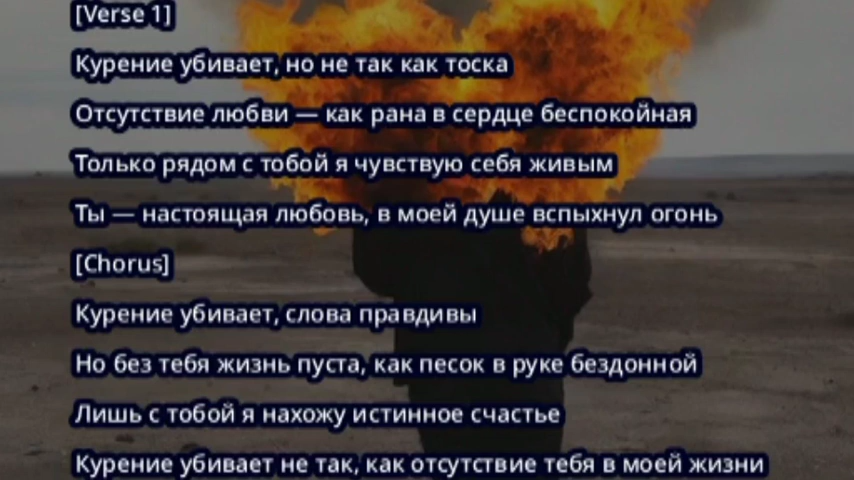 [Verse 1]
Курение убивает, но не так как тоска
Отсутствие любви — как рана в сердце беспокойная
Только рядом с тобой я чувствую себя живым
Ты — настоящая любовь, в моей душе вспыхнул огонь
[Chorus]
Курение убивает, слова правдивы
Но без тебя жизнь пуста, как песок в руке бездонной
Лишь с тобой я нахожу истинное счастье
Курение убивает не так, как отсутствие тебя в моей жизни